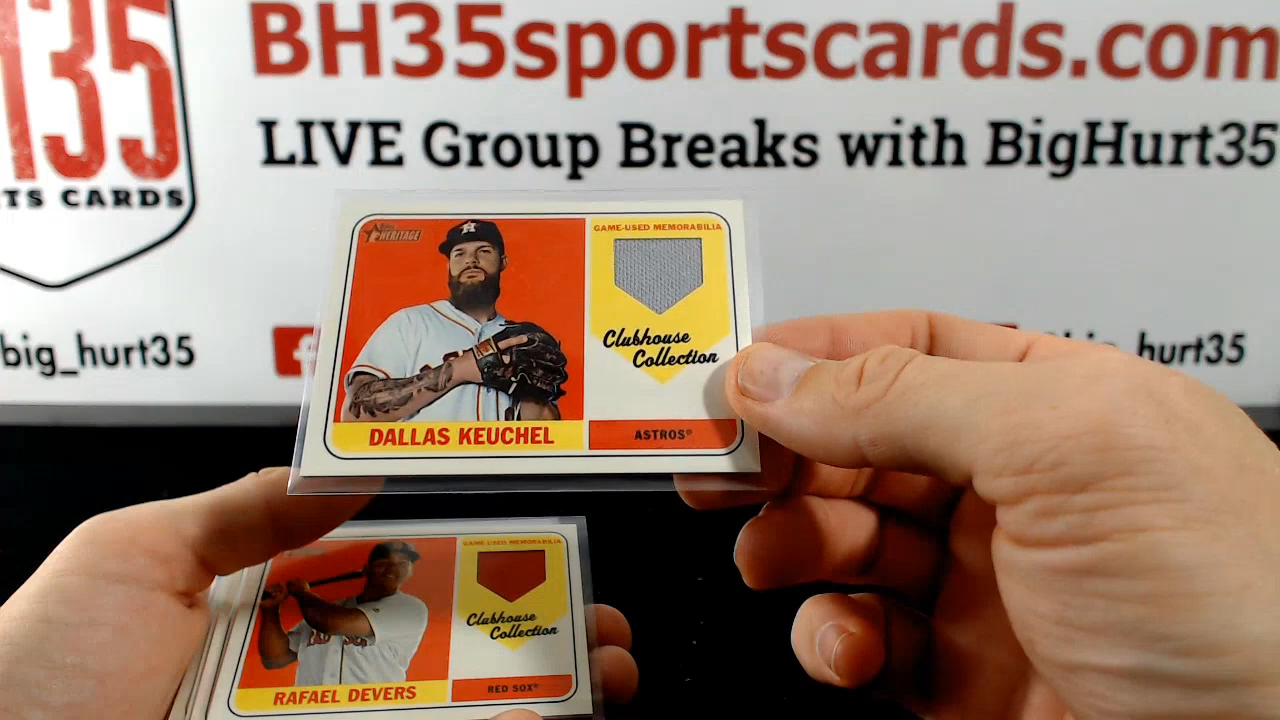 135
TS CARDS
BH35sportscards.com
LIVE Group Breaks with BigHurt35
big_hurt35
f
hurt35
HERITAGE
GAME-USED MEMORABILIA
Clubhouse
Collection
DALLAS KEUCHEL
ASTROS®
GAME-USED MEMORABILIA
Clubhouse
Collection
RAFAEL DEVERS
RED SOX®